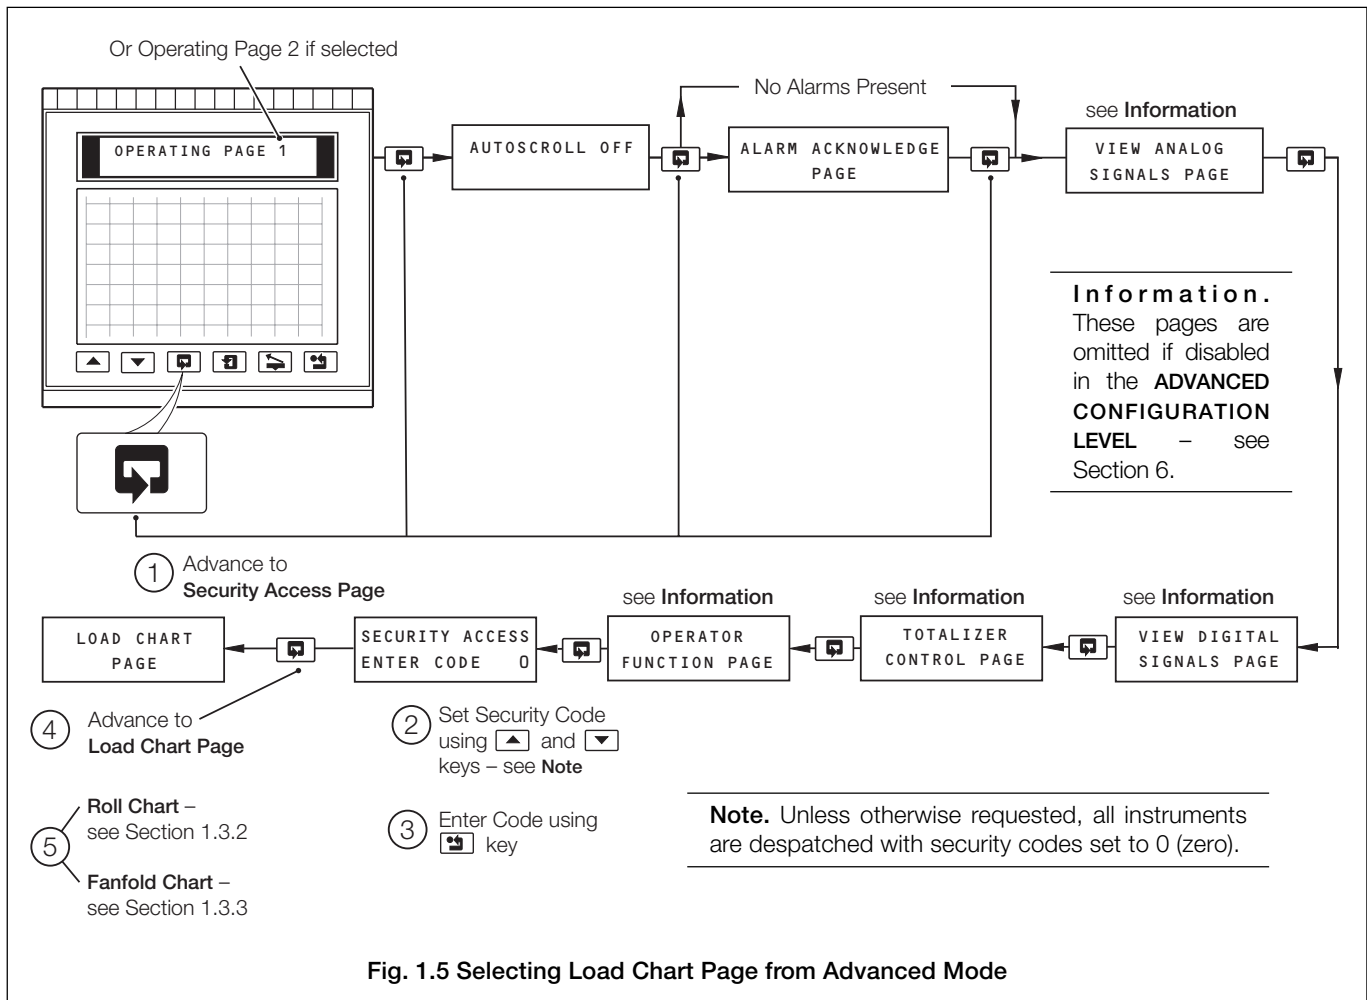 Or Operating Page 2 if selected
No Alarms Present
see Information
OPERATING PAGE 1
AUTOSCROLL OFF
ALARM ACKNOWLEDGE
PAGE
VIEW ANALOG
SIGNALS PAGE
Information.
These pages are
omitted if disabled
in the ADVANCED
CONFIGURATION
LEVEL – see
Section 6.
1 Advance to
Security Access Page
see Information
see Information
see Information
LOAD CHART
PAGE
SECURITY ACCESS
ENTER CODE 0
OPERATOR
FUNCTION PAGE
TOTALIZER
CONTROL PAGE
VIEW DIGITAL
SIGNALS PAGE
4 Advance to
Load Chart Page
2 Set Security Code
using and
keys – see Note
3 Enter Code using
key
5
Roll Chart –
see Section 1.3.2
Fanfold Chart –
see Section 1.3.3
Note. Unless otherwise requested, all instruments
are despatched with security codes set to 0 (zero).
Fig. 1.5 Selecting Load Chart Page from Advanced Mode